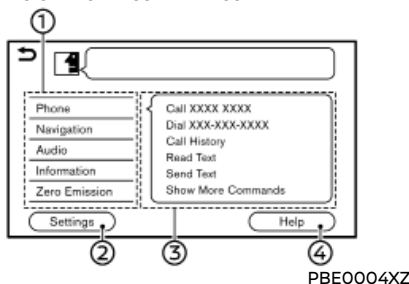 ①
Phone
Navigation
Audio
Information
Zero Emission
Call XXXX XXXX
Dial XXX-XXX-XXXX
Call History
Read Text
Send Text
Show More Commands
Settings
Help
②
③
④
PBE0004XZ